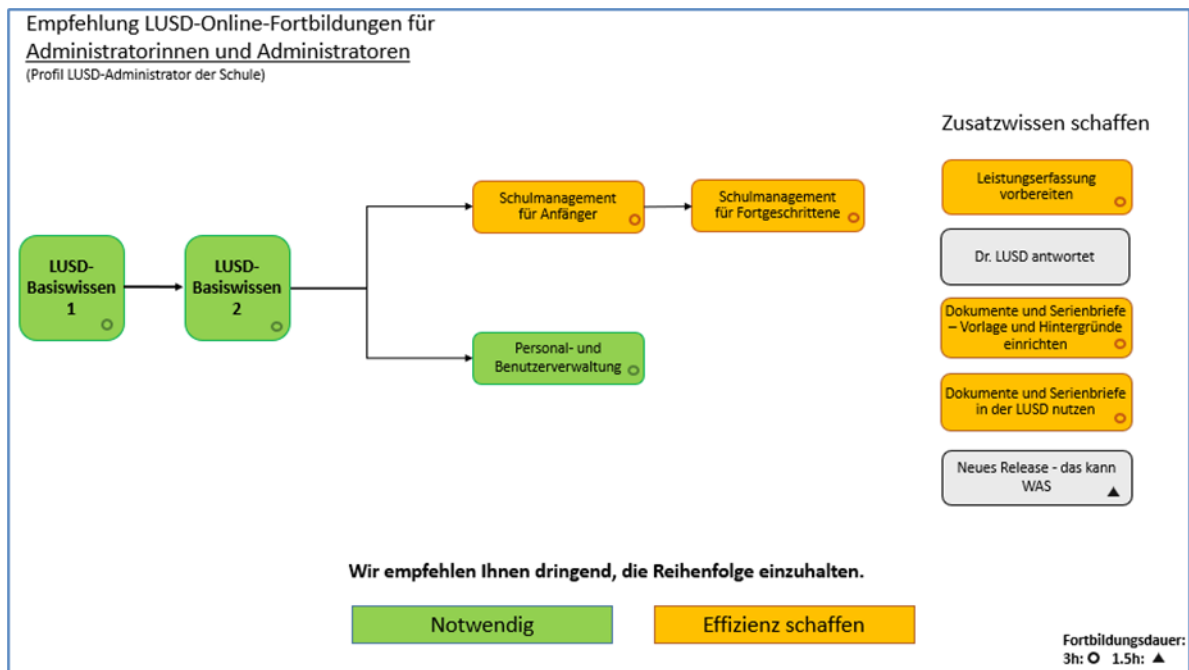 Empfehlung LUSD-Online-Fortbildungen für
Administratorinnen und Administratoren
(Profil LUSD-Administrator der Schule)
Zusatzwissen schaffen
LUSD-
Basiswissen
1
LUSD-
Basiswissen
2
Schulmanagement
für Anfänger
Schulmanagement
für Fortgeschrittene
Personal- und
Benutzerverwaltung
Leistungserfassung
vorbereiten
Dr. LUSD antwortet
Dokumente und Serienbriefe
– Vorlage und Hintergründe
einrichten
Dokumente und Serienbriefe
in der LUSD nutzen
Neues Release - das kann
WAS
Wir empfehlen Ihnen dringend, die Reihenfolge einzuhalten.
Notwendig
Effizienz schaffen
Fortbildungsdauer:
3h: O 1.5h: ▲